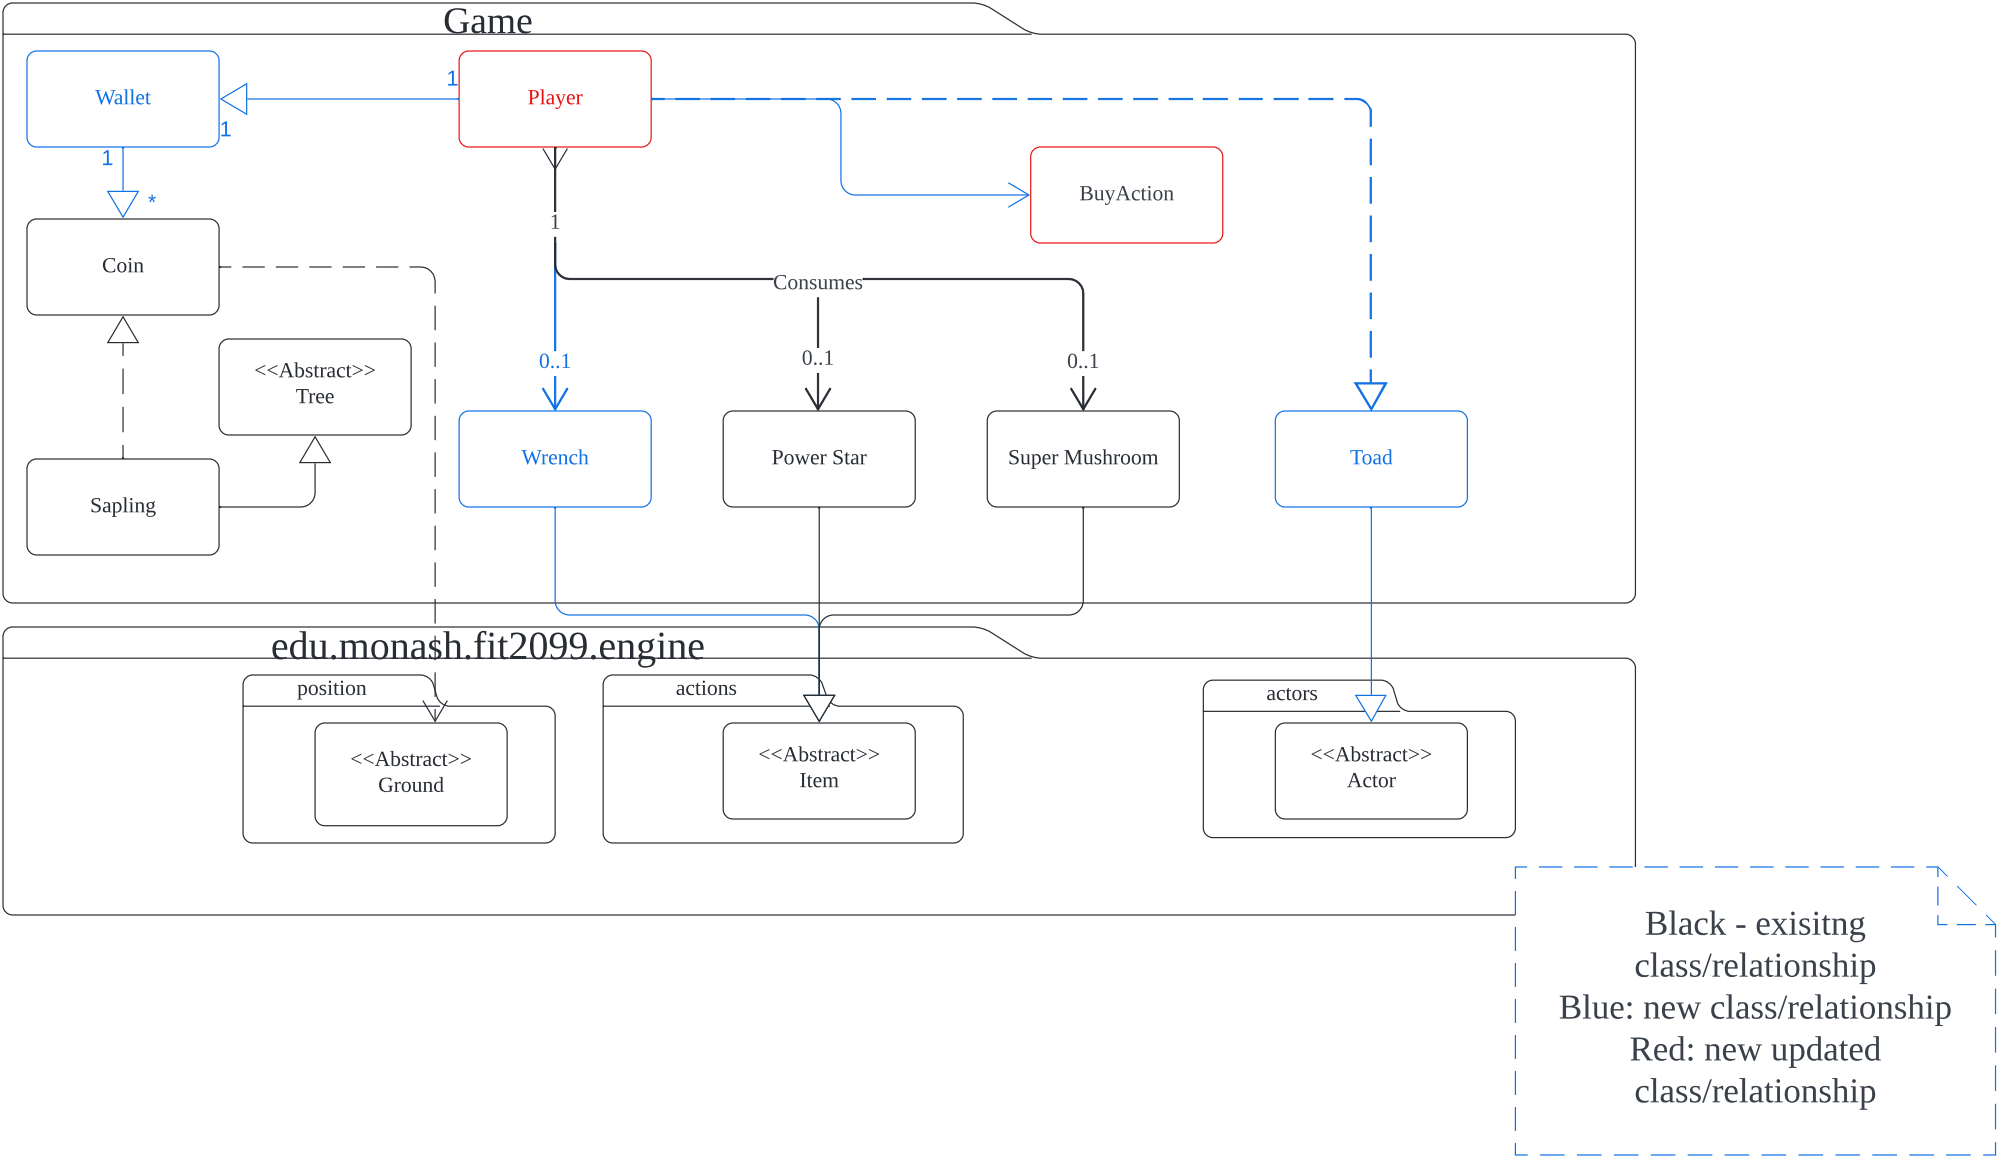 Game
Wallet
1
Player
1
BuyAction
1
*
1
Coin
Consumes
<<Abstract>>
Tree
0..1
0..1
0..1
Wrench
Power Star
Super Mushroom
Toad
Sapling
edu.monash.fit2099.engine
position
actions
actors
<<Abstract>>
Ground
<<Abstract>>
Item
<<Abstract>>
Actor
Black - exisitng
class/relationship
Blue: new class/relationship
Red: new updated
class/relationship